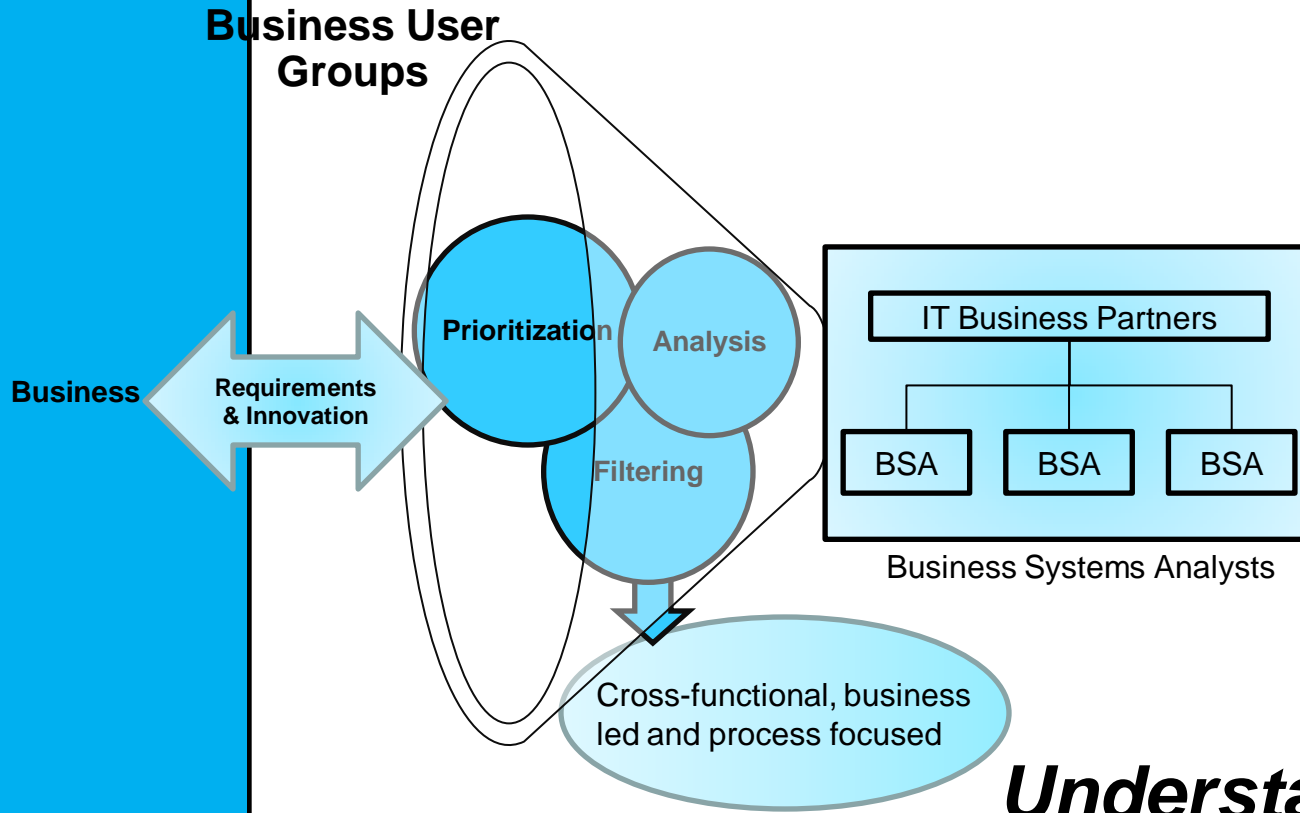 Business User
Groups
Business
Requirements
& Innovation
Prioritization
Analysis
Filtering
IT Business Partners
BSA
BSA
BSA
Business Systems Analysts
Cross-functional, business
led and process focused
Understa